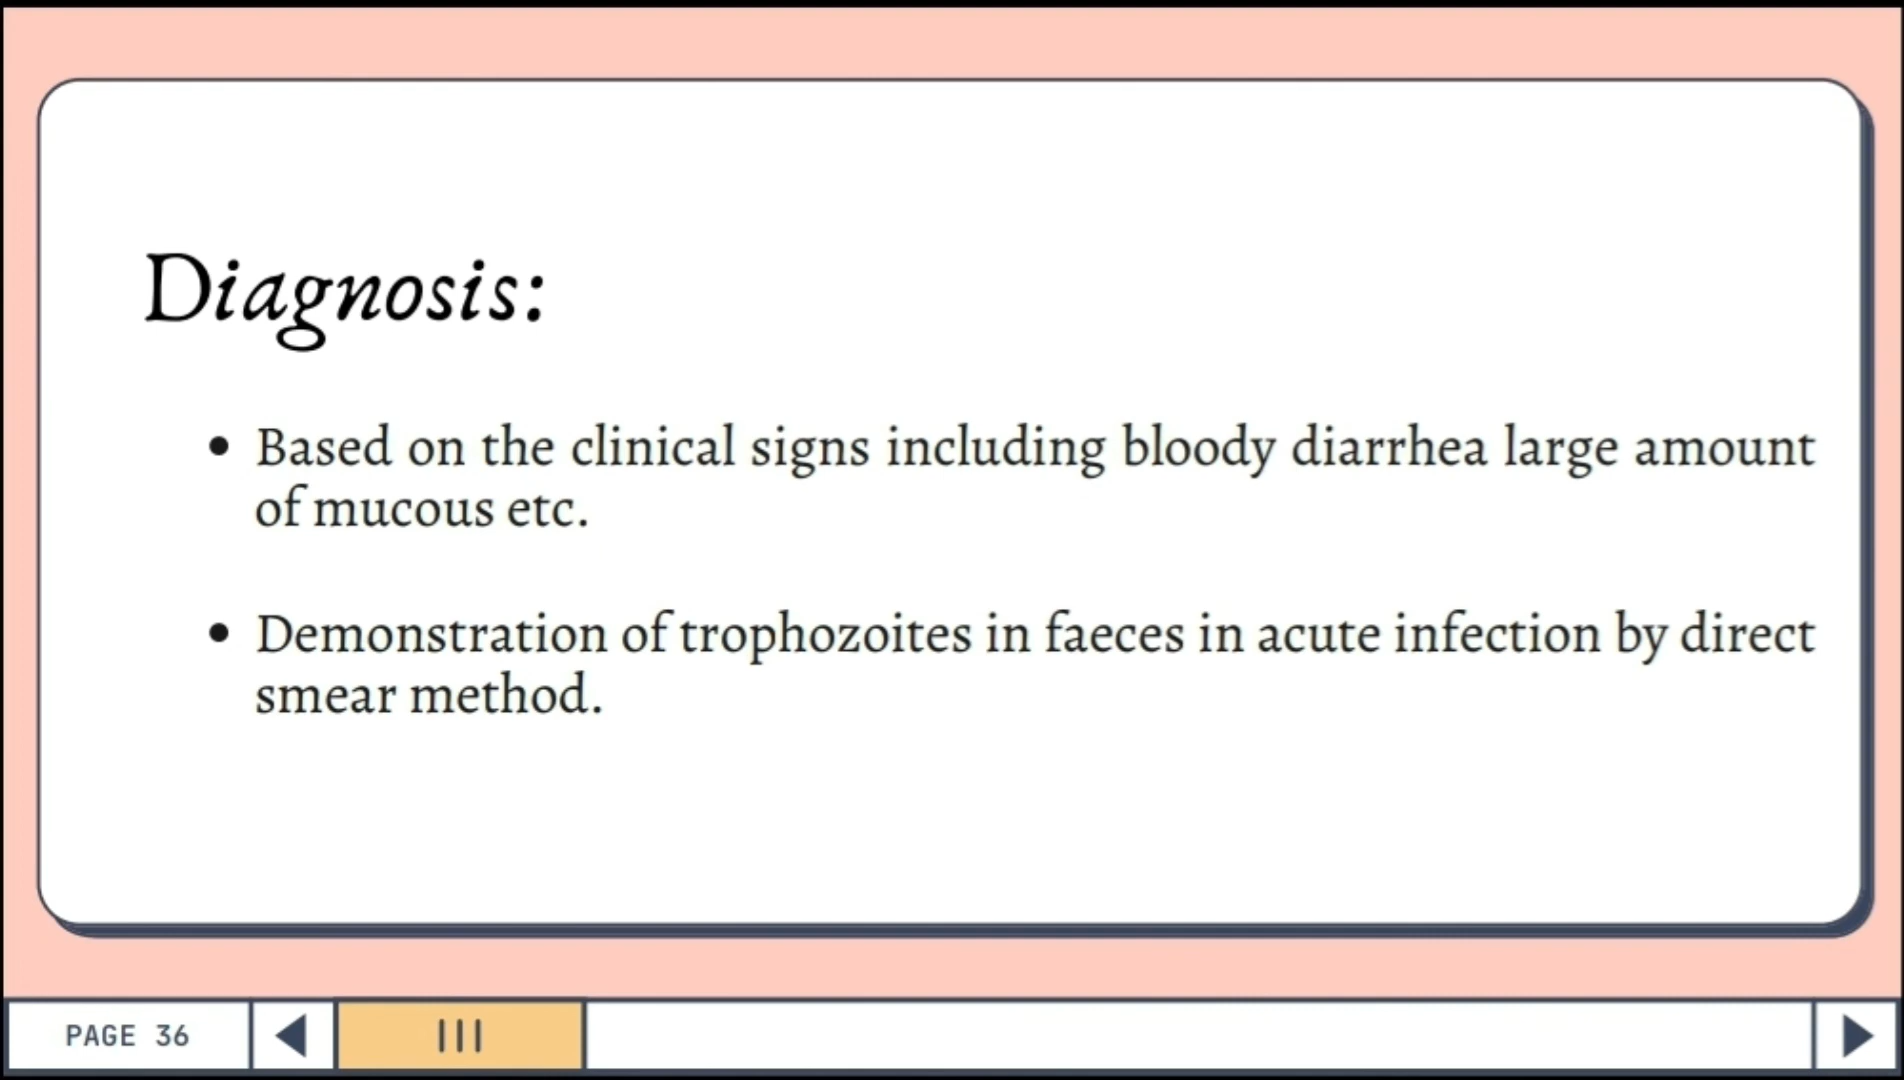 Diagnosis:
Based on the clinical signs including bloody diarrhea large amount
of mucous etc.
Demonstration of trophozoites in faeces in acute infection by direct
smear method.
PAGE 36